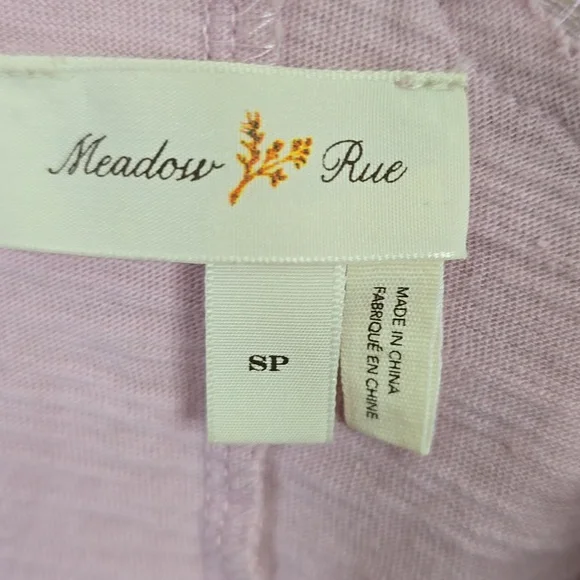 Meadow Rue
SP
MADE IN CHINA
FABRIQUÉ EN CHINE